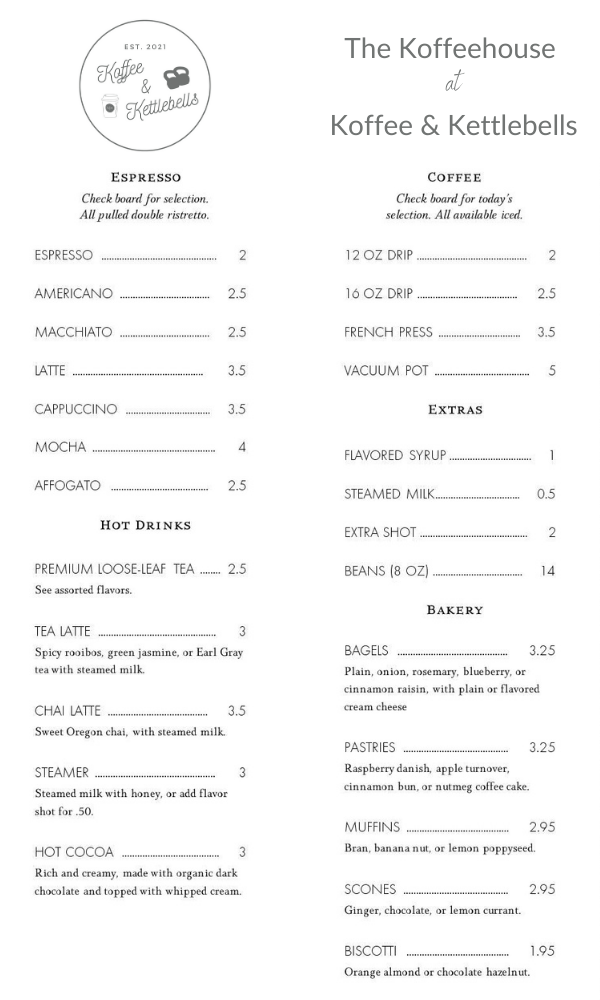 EST. 2021
Koffee
&
Kettlebells
The Koffeehouse
at
Koffee & Kettlebells
Espresso
Check board for selection.
All pulled double ristretto.
ESPRESSO ........................................ 2
AMERICANO ................................ 2.5
MACCHIATO ................................ 2.5
LATTE .............................................. 3.5
CAPPUCCINO .............................. 3.5
MOCHA ........................................... 4
AFFOGATO .................................. 2.5
Hot Drinks
PREMIUM LOOSE-LEAF TEA ....... 2.5
See assorted flavors.
TEA LATTE ......................................... 3
Spicy rooibos, green jasmine, or Earl Gray
tea with steamed milk.
CHAI LATTE ................................... 3.5
Sweet Oregon chai, with steamed milk.
STEAMER .......................................... 3
Steamed milk with honey, or add flavor
shot for .50.
HOT COCOA .................................. 3
Rich and creamy, made with organic dark
chocolate and topped with whipped cream.
Coffee
Check board for today's
selection. All available iced.
12 OZ DRIP ...................................... 2
16 OZ DRIP .................................. 2.5
FRENCH PRESS ............................. 3.5
VACUUM POT ................................. 5
Extras
FLAVORED SYRUP ............................. 1
STEAMED MILK.............................. 0.5
EXTRA SHOT ..................................... 2
BEANS (8 OZ) ............................... 14
Bakery
BAGELS ...................................... 3.25
Plain, onion, rosemary, blueberry, or
cinnamon raisin, with plain or flavored
cream cheese
PASTRIES .................................... 3.25
Raspberry danish, apple turnover,
cinnamon bun, or nutmeg coffee cake.
MUFFINS ................................... 2.95
Bran, banana nut, or lemon poppyseed.
SCONES .................................... 2.95
Ginger, chocolate, or lemon currant.
BISCOTTI ................................... 1.95
Orange almond or chocolate hazelnut.